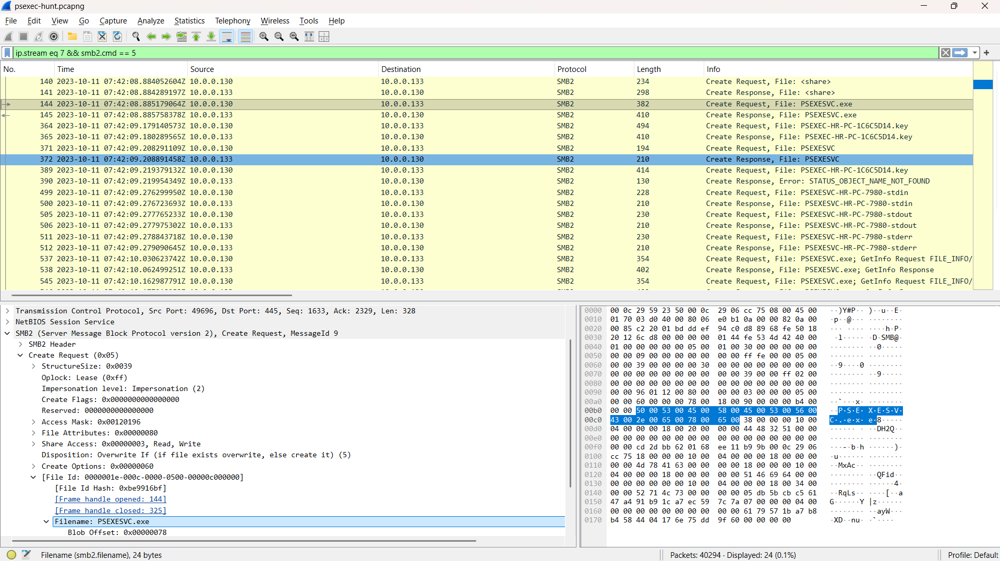 psexec-hunt.pcapng
File Edit View Go Capture Analyze Statistics Telephony Wireless Tools Help
ip.stream eq 7 && smb2.cmd == 5
No. Time Source Destination Protocol Length Info
140 2023-10-11 07:42:08.884052604Z 10.0.0.130 10.0.0.133 SMB2 234 Create Request, File: <share>
141 2023-10-11 07:42:08.884289197Z 10.0.0.133 10.0.0.130 SMB2 298 Create Response, File: <share>
144 2023-10-11 07:42:08.885179064Z 10.0.0.130 10.0.0.133 SMB2 382 Create Request, File: PSEXESVC.exe
145 2023-10-11 07:42:08.885758378Z 10.0.0.133 10.0.0.130 SMB2 410 Create Response, File: PSEXESVC.exe
364 2023-10-11 07:42:09.179140573Z 10.0.0.130 10.0.0.133 SMB2 494 Create Request, File: PSEXEC-HR-PC-1C6C5D14.key
365 2023-10-11 07:42:09.180289565Z 10.0.0.133 10.0.0.130 SMB2 410 Create Response, File: PSEXEC-HR-PC-1C6C5D14.key
371 2023-10-11 07:42:09.208291109Z 10.0.0.130 10.0.0.133 SMB2 194 Create Request, File: PSEXESVC
372 2023-10-11 07:42:09.208891458Z 10.0.0.133 10.0.0.130 SMB2 210 Create Response, File: PSEXESVC
389 2023-10-11 07:42:09.219379132Z 10.0.0.130 10.0.0.133 SMB2 414 Create Request, File: PSEXEC-HR-PC-1C6C5D14.key
390 2023-10-11 07:42:09.219954349Z 10.0.0.133 10.0.0.130 SMB2 130 Create Response, Error: STATUS_OBJECT_NAME_NOT_FOUND
499 2023-10-11 07:42:09.276299950Z 10.0.0.130 10.0.0.133 SMB2 228 Create Request, File: PSEXESVC-HR-PC-7980-stdin
500 2023-10-11 07:42:09.276723693Z 10.0.0.133 10.0.0.130 SMB2 210 Create Response, File: PSEXESVC-HR-PC-7980-stdin
505 2023-10-11 07:42:09.277765233Z 10.0.0.130 10.0.0.133 SMB2 230 Create Request, File: PSEXESVC-HR-PC-7980-stdout
506 2023-10-11 07:42:09.277975302Z 10.0.0.133 10.0.0.130 SMB2 210 Create Response, File: PSEXESVC-HR-PC-7980-stdout
511 2023-10-11 07:42:09.278843718Z 10.0.0.130 10.0.0.133 SMB2 230 Create Request, File: PSEXESVC-HR-PC-7980-stderr
512 2023-10-11 07:42:09.279090645Z 10.0.0.133 10.0.0.130 SMB2 210 Create Response, File: PSEXESVC-HR-PC-7980-stderr
537 2023-10-11 07:42:10.030623742Z 10.0.0.130 10.0.0.133 SMB2 354 Create Request, File: PSEXESVC.exe; GetInfo Request FILE_INFO/
538 2023-10-11 07:42:10.062499251Z 10.0.0.133 10.0.0.130 SMB2 402 Create Response, File: PSEXESVC.exe; GetInfo Response
545 2023-10-11 07:42:10.162987791Z 10.0.0.130 10.0.0.133 SMB2 354 Create Request, File: PSEXESVC.exe; GetInfo Request FILE_INFO/
Transmission Control Protocol, Src Port: 49696, Dst Port: 445, Seq: 1633, Ack: 2329, Len: 328
NetBIOS Session Service
SMB2 (Server Message Block Protocol version 2), Create Request, MessageId 9
SMB2 Header
Create Request (0x05)
StructureSize: 0x0039
Oplock: Lease (0xff)
Impersonation level: Impersonation (2)
Create Flags: 0x0000000000000000
Reserved: 0000000000000000
Access Mask: 0x00120196
File Attributes: 0x00000080
Share Access: 0x00000003, Read, Write
Disposition: Overwrite If (if file exists overwrite, else create it) (5)
Create Options: 0x00000060
[File Id: 0000001e-000c-0000-0500-00000c000000]
[File Id Hash: 0xbe9916bf]
[Frame handle opened: 144]
[Frame handle closed: 325]
Filename: PSEXESVC.exe
Blob Offset: 0x00000078
0000 00 0c 29 59 23 50 00 0c 29 06 cc 75 08 00 45 00 ··)Y#P·· )··u··E·
0010 01 70 03 d0 40 00 80 06 e0 b1 0a 00 00 82 0a 00 ·p··@··· ········
0020 00 85 c2 20 01 bd dd ef 94 c0 d8 89 68 fe 50 18 ··· ···· ····h·P·
0030 20 12 6c d8 00 00 00 00 01 44 fe 53 4d 42 40 00 ·l····· ·D·SMB@·
0040 01 00 00 00 00 00 05 00 01 00 30 00 00 00 00 00 ········ ··0·····
0050 00 00 09 00 00 00 00 00 00 00 ff fe 00 00 05 00 ········ ········
0060 00 00 39 00 00 00 00 30 00 00 00 00 00 00 00 00 ··9····0 ········
0070 00 00 00 00 00 00 00 00 00 00 39 00 00 ff 02 00 ········ ··9·····
0080 00 00 00 00 00 00 00 00 00 00 00 00 00 00 00 00 ········ ········
0090 00 00 96 01 12 00 80 00 00 00 03 00 00 00 05 00 ········ ········
00a0 00 00 60 00 00 00 78 00 18 00 90 00 00 00 b4 00 ··`···x· ········
00b0 00 00 50 00 53 00 45 00 58 00 45 00 53 00 56 00 ··P·S·E· X·E·S·V·
00c0 43 00 2e 00 65 00 78 00 65 00 38 00 00 00 10 00 C·.·e·x· e·8·····
00d0 04 00 00 00 18 00 20 00 00 00 44 48 32 51 00 00 ······ · ··DH2Q··
00e0 00 00 00 00 00 00 00 00 00 00 00 00 00 00 00 00 ········ ········
00f0 00 00 cd 2d bb 62 01 68 ee 11 b9 9b 00 0c 29 06 ···-·b·h ······)·
0100 cc 75 18 00 00 00 10 00 04 00 00 00 18 00 00 00 ·u······ ········
0110 00 00 4d 78 41 63 00 00 00 00 18 00 00 00 10 00 ··MxAc·· ········
0120 04 00 00 00 18 00 00 00 00 00 51 46 69 64 00 00 ········ ··QFid··
0130 00 00 00 00 00 00 10 00 04 00 00 00 18 00 34 00 ········ ······4·
0140 00 00 52 71 4c 73 00 00 00 00 05 db 5b cb c5 61 ··RqLs·· ····[··a
0150 47 a4 91 b9 1c a7 ec 59 7c 7a 07 00 00 00 04 00 G······Y |z······
0160 00 00 00 00 00 00 00 00 00 00 61 79 57 1b a7 b8 ········ ··ayW···
0170 b4 58 44 04 17 6e 75 dd 9f 60 00 00 00 00 ·XD··nu· ·`····
Filename (smb2.filename), 24 bytes
Packets: 40294 · Displayed: 24 (0.1%)
Profile: Default